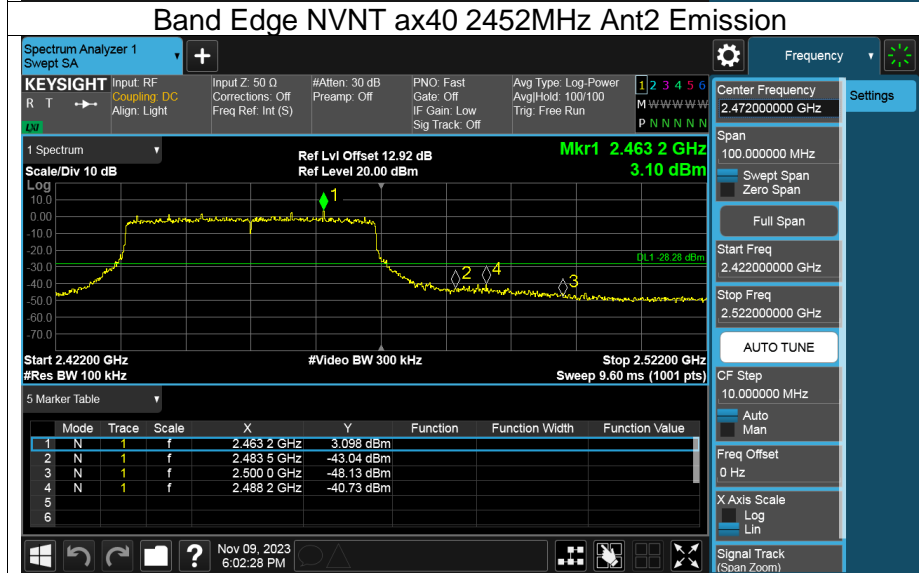 Band Edge NVNT ax40 2452MHz Ant2 Emission
Spectrum Analyzer 1
Swept SA
+
Frequency
KEYSIGHT Input: RF Input Z: 50 Ω #Atten: 30 dB PNO: Fast Avg Type: Log-Power 1 2 3 4 5 6
R T Coupling: DC Corrections: Off Preamp: Off Gate: Off Avg|Hold: 100/100 M W W W W W
Align: Light Freq Ref: Int (S) IF Gain: Low Trig: Free Run
LXI Sig Track: Off P N N N N N
Center Frequency
2.472000000 GHz
Settings
Span
100.000000 MHz
Swept Span
Zero Span
Full Span
Start Freq
2.422000000 GHz
Stop Freq
2.522000000 GHz
AUTO TUNE
CF Step
10.000000 MHz
Auto
Man
Freq Offset
0 Hz
X Axis Scale
Log
Lin
Signal Track
(Span Zoom)
1 Spectrum Ref Lvl Offset 12.92 dB Mkr1 2.463 2 GHz
Scale/Div 10 dB Ref Level 20.00 dBm 3.10 dBm
Log
10.0
0.00
-10.0
-20.0
-30.0
-40.0
-50.0
-60.0
-70.0
1
DL1 -28.28 dBm
2
4
3
Start 2.42200 GHz #Video BW 300 kHz Stop 2.52200 GHz
#Res BW 100 kHz Sweep 9.60 ms (1001 pts)
5 Marker Table
Mode Trace Scale X Y Function Function Width Function Value
1 N 1 f 2.463 2 GHz 3.098 dBm
2 N 1 f 2.483 5 GHz -43.04 dBm
3 N 1 f 2.500 0 GHz -48.13 dBm
4 N 1 f 2.488 2 GHz -40.73 dBm
5
6
? Nov 09, 2023
6:02:28 PM